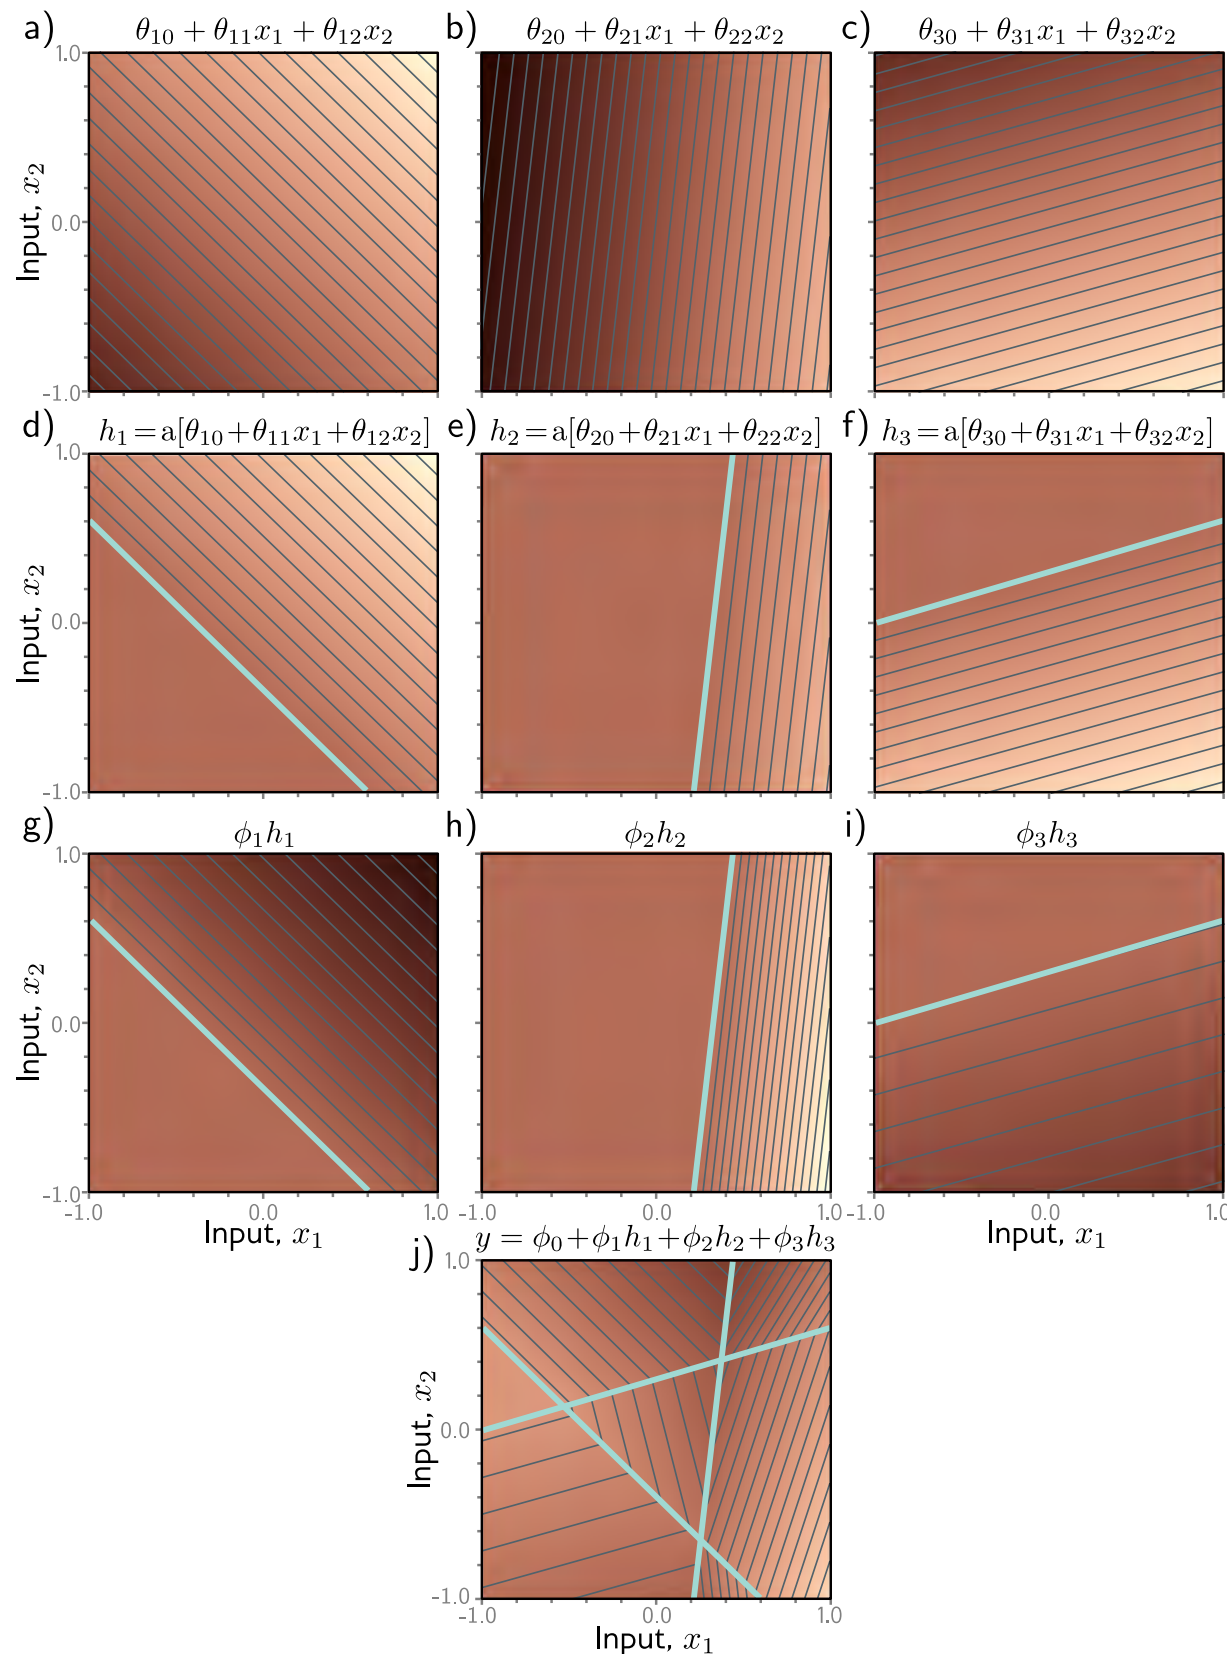 a) θ₁₀ + θ₁₁x₁ + θ₁₂x₂
b) θ₂₀ + θ₂₁x₁ + θ₂₂x₂
c) θ₃₀ + θ₃₁x₁ + θ₃₂x₂
1.0
Input, x₂
0.0
-1.0
d) h₁ = a[θ₁₀+θ₁₁x₁+θ₁₂x₂]
e) h₂ = a[θ₂₀+θ₂₁x₁+θ₂₂x₂]
f) h₃ = a[θ₃₀+θ₃₁x₁+θ₃₂x₂]
1.0
Input, x₂
0.0
-1.0
g) ϕ₁h₁
h) ϕ₂h₂
i) ϕ₃h₃
1.0
Input, x₂
0.0
-1.0
-1.0 0.0 1.0
-1.0 0.0 1.0
-1.0 0.0 1.0
Input, x₁
Input, x₁
j) y = ϕ₀+ϕ₁h₁+ϕ₂h₂+ϕ₃h₃
1.0
Input, x₂
0.0
-1.0
-1.0 0.0 1.0
Input, x₁